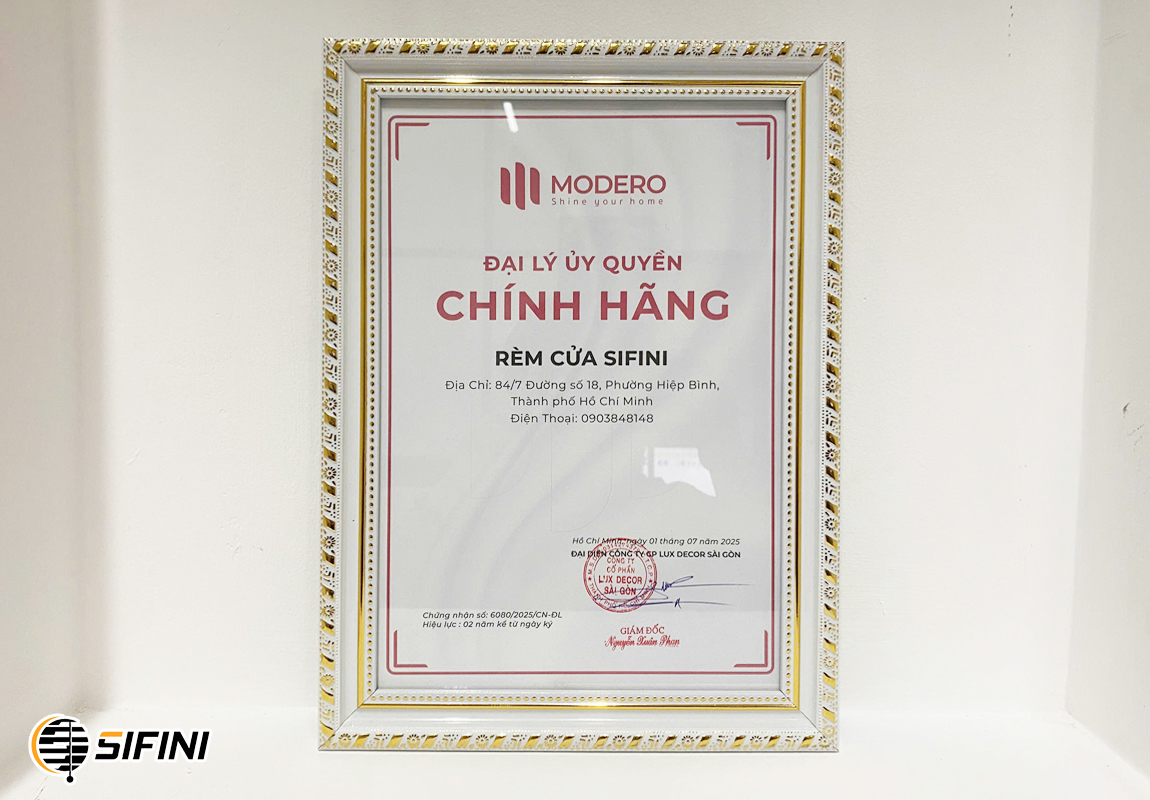 MODERO
Shine your home
ĐẠI LÝ ỦY QUYỀN
CHÍNH HÃNG
RÈM CỬA SIFINI
Địa Chỉ: 84/7 Đường số 18, Phường Hiệp Bình,
Thành phố Hồ Chí Minh
Điện Thoại: 0903848148
Hồ Chí Minh, ngày 01 tháng 07 năm 2025
ĐẠI DIỆN CÔNG TY CP LUX DECOR SÀI GÒN
CÔNG TY
CỔ PHẦN
LUX DECOR
SÀI GÒN
Chứng nhận số: 6080/2025/CN-ĐL
Hiệu lực : 02 năm kể từ ngày ký
GIÁM ĐỐC
Nguyễn Xuân Phan
SIFINI